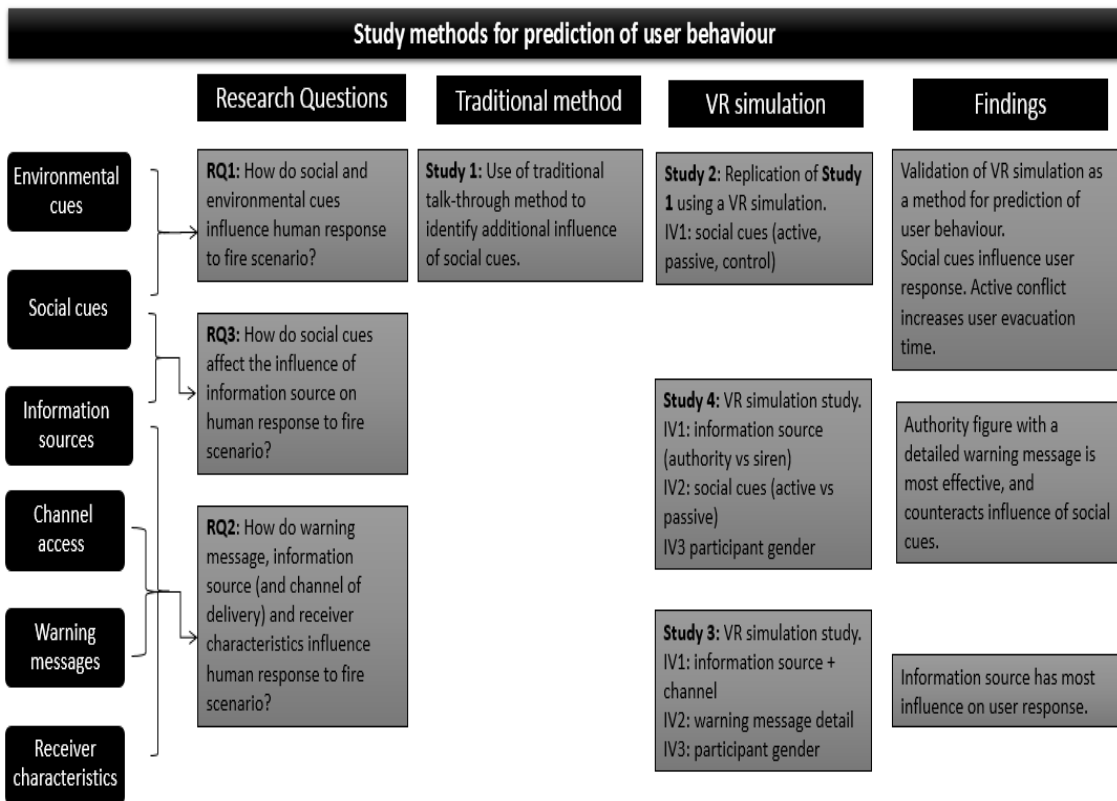 Study methods for prediction of user behaviour
Research Questions
Traditional method
VR simulation
Findings
Environmental
cues
Social cues
Information
sources
Channel
access
Warning
messages
Receiver
characteristics
RQ1: How do social and
environmental cues
influence human response
to fire scenario?
RQ3: How do social cues
affect the influence of
information source on
human response to fire
scenario?
RQ2: How do warning
message, information
source (and channel of
delivery) and receiver
characteristics influence
human response to fire
scenario?
Study 1: Use of traditional
talk-through method to
identify additional influence
of social cues.
Study 2: Replication of Study
1 using a VR simulation.
IV1: social cues (active,
passive, control)
Study 4: VR simulation study.
IV1: information source
(authority vs siren)
IV2: social cues (active vs
passive)
IV3 participant gender
Study 3: VR simulation study.
IV1: information source +
channel
IV2: warning message detail
IV3: participant gender
Validation of VR simulation as
a method for prediction of
user behaviour.
Social cues influence user
response. Active conflict
increases user evacuation
time.
Authority figure with a
detailed warning message is
most effective, and
counteracts influence of social
cues.
Information source has most
influence on user response.